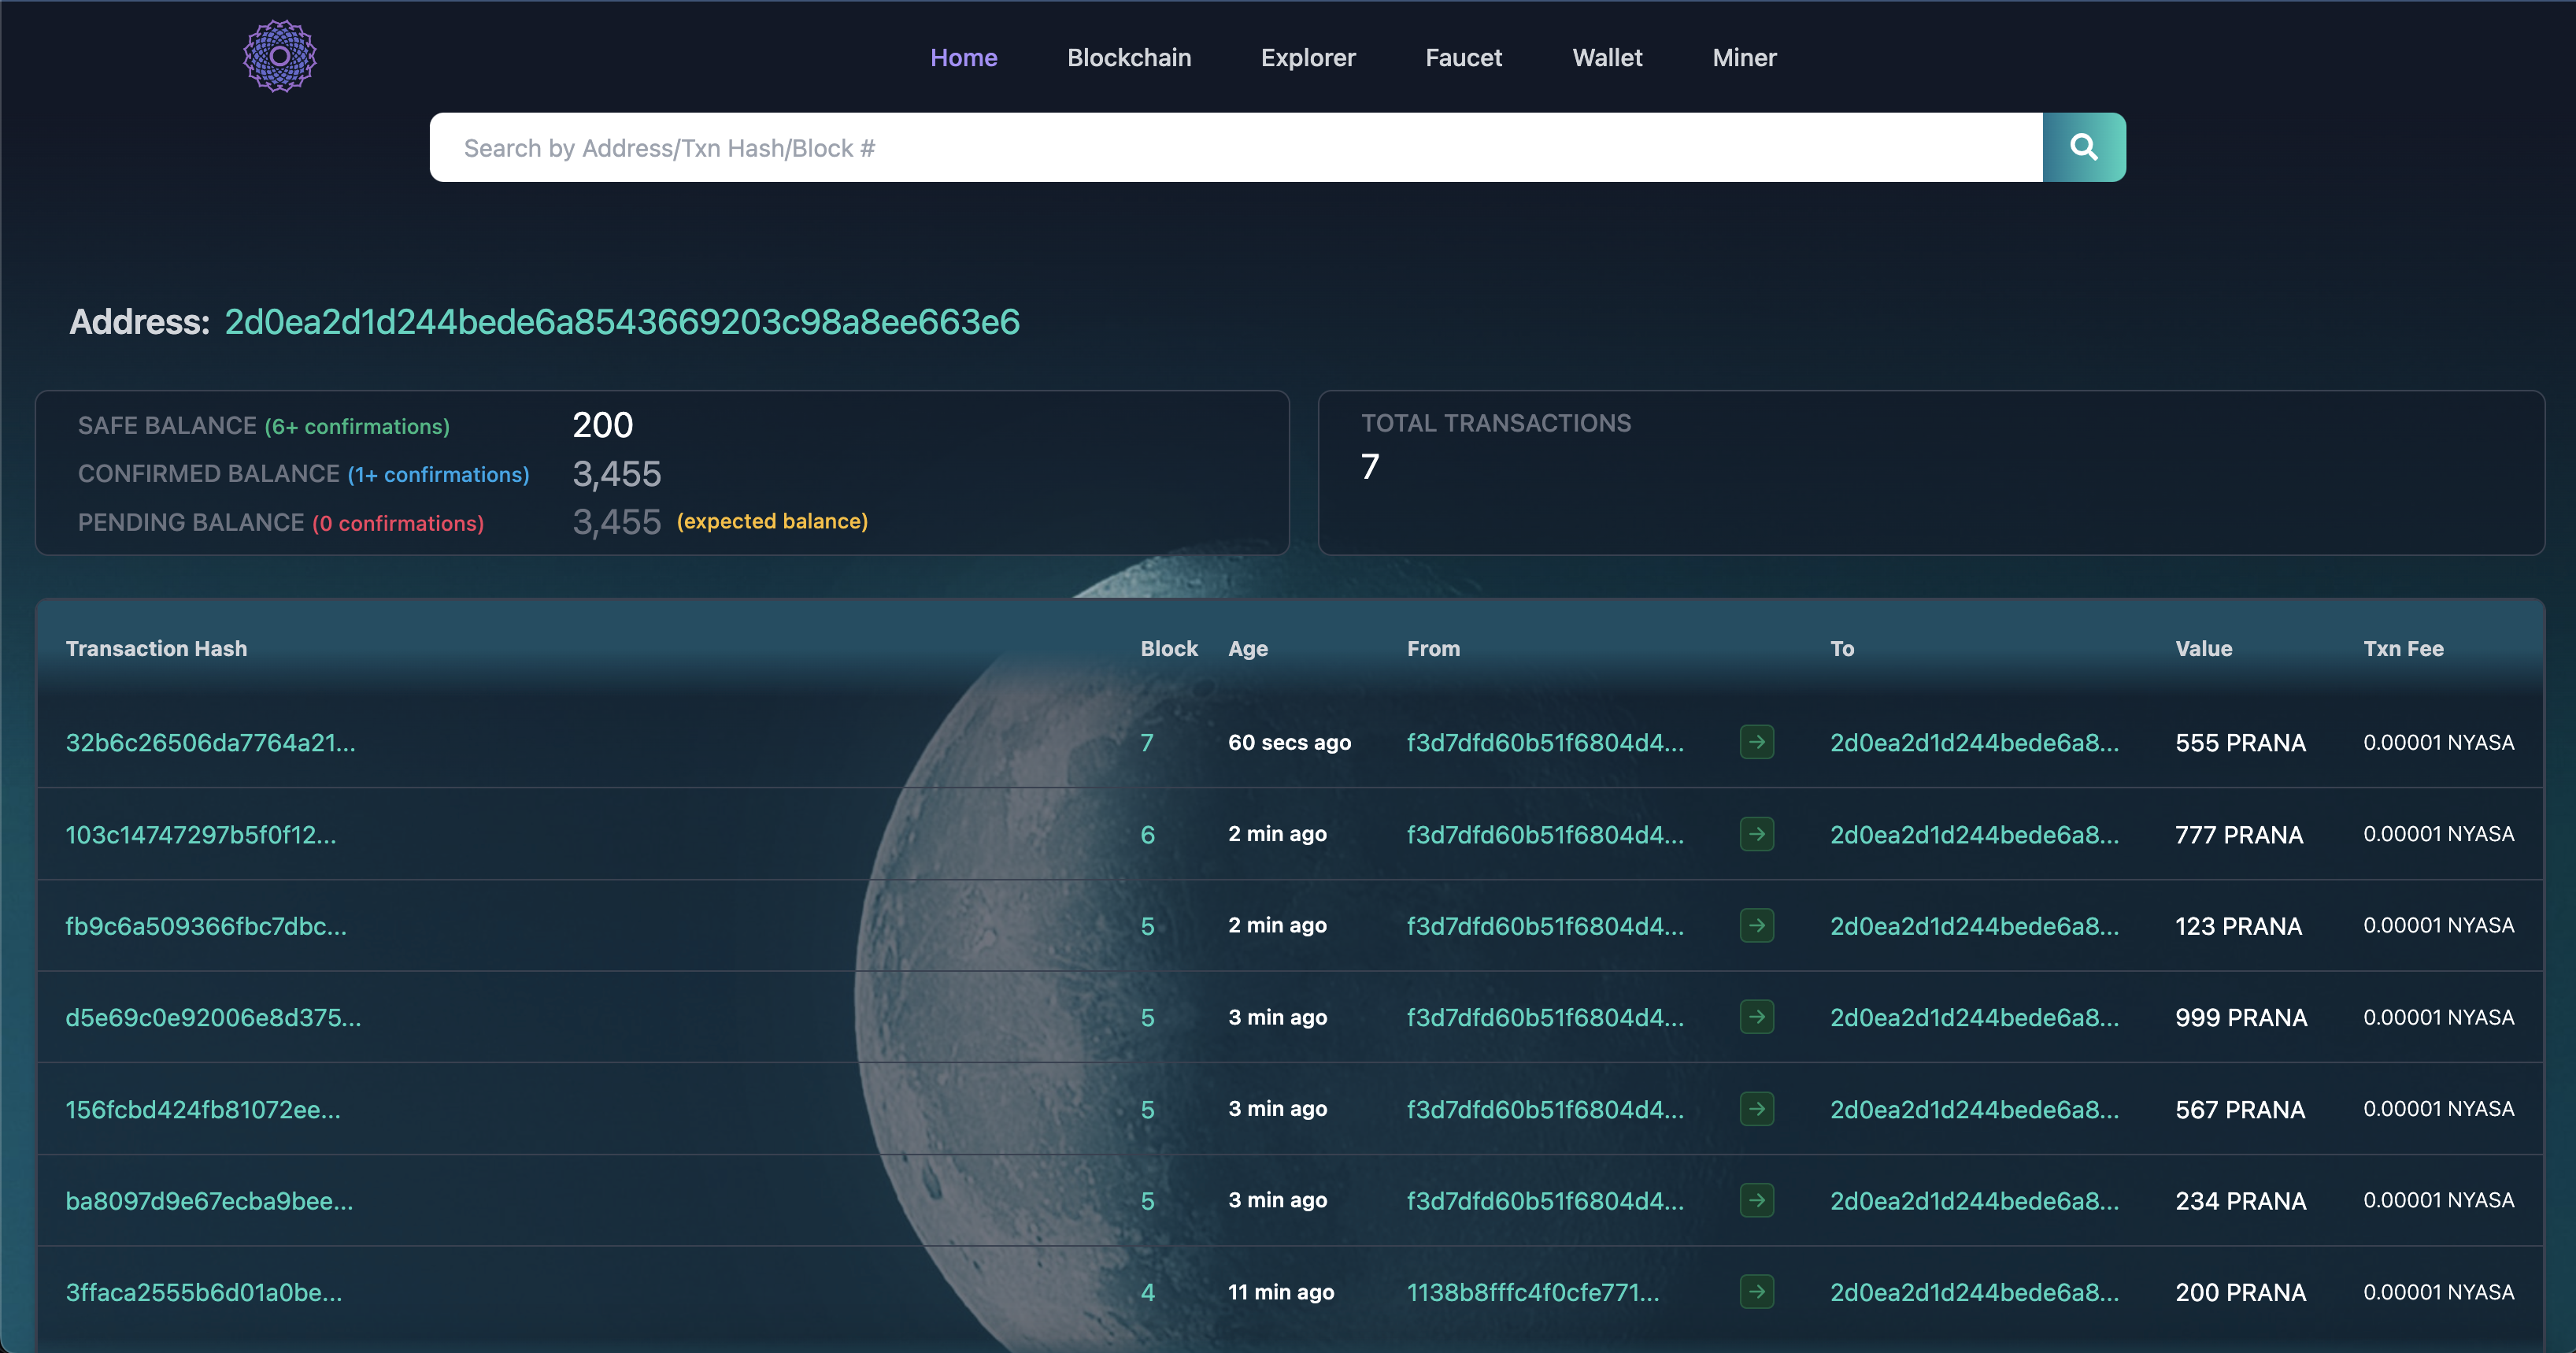 Home Blockchain Explorer Faucet Wallet Miner
Search by Address/Txn Hash/Block #
Address: 2d0ea2d1d244bede6a8543669203c98a8ee663e6
SAFE BALANCE (6+ confirmations) 200
CONFIRMED BALANCE (1+ confirmations) 3,455
PENDING BALANCE (0 confirmations) 3,455 (expected balance)
TOTAL TRANSACTIONS
7
Transaction Hash Block Age From To Value Txn Fee
32b6c26506da7764a21... 7 60 secs ago f3d7dfd60b51f6804d4... 2d0ea2d1d244bede6a8... 555 PRANA 0.00001 NYASA
103c14747297b5f0f12... 6 2 min ago f3d7dfd60b51f6804d4... 2d0ea2d1d244bede6a8... 777 PRANA 0.00001 NYASA
fb9c6a509366fbc7dbc... 5 2 min ago f3d7dfd60b51f6804d4... 2d0ea2d1d244bede6a8... 123 PRANA 0.00001 NYASA
d5e69c0e92006e8d375... 5 3 min ago f3d7dfd60b51f6804d4... 2d0ea2d1d244bede6a8... 999 PRANA 0.00001 NYASA
156fcbd424fb81072ee... 5 3 min ago f3d7dfd60b51f6804d4... 2d0ea2d1d244bede6a8... 567 PRANA 0.00001 NYASA
ba8097d9e67ecba9bee... 5 3 min ago f3d7dfd60b51f6804d4... 2d0ea2d1d244bede6a8... 234 PRANA 0.00001 NYASA
3ffaca2555b6d01a0be... 4 11 min ago 1138b8fffc4f0cfe771... 2d0ea2d1d244bede6a8... 200 PRANA 0.00001 NYASA